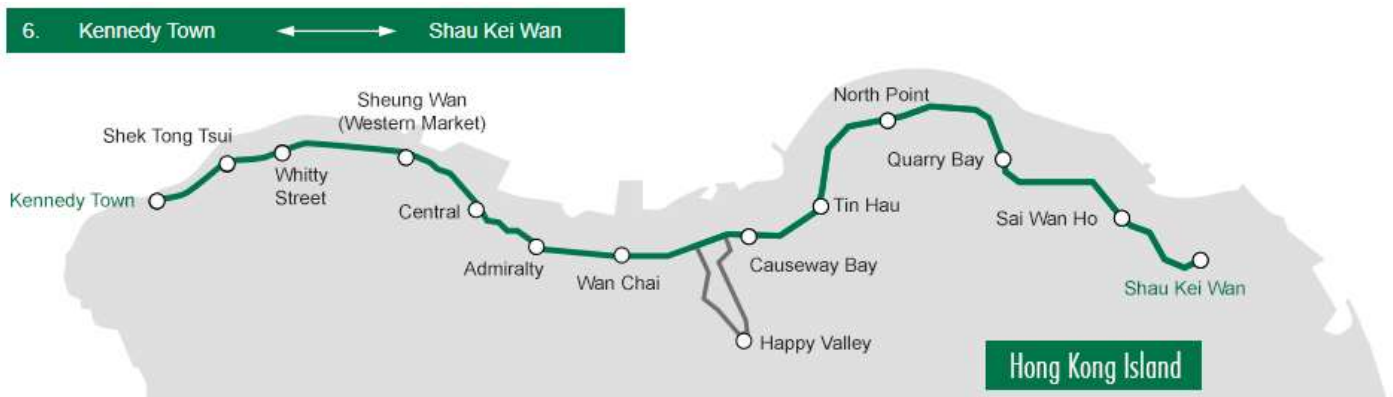 6. Kennedy Town Shau Kei Wan
Sheung Wan
(Western Market)
North Point
Shek Tong Tsui
Quarry Bay
Whitty
Street
Kennedy Town
Central
Tin Hau
Sai Wan Ho
Admiralty
Wan Chai
Causeway Bay
Shau Kei Wan
Happy Valley
Hong Kong Island